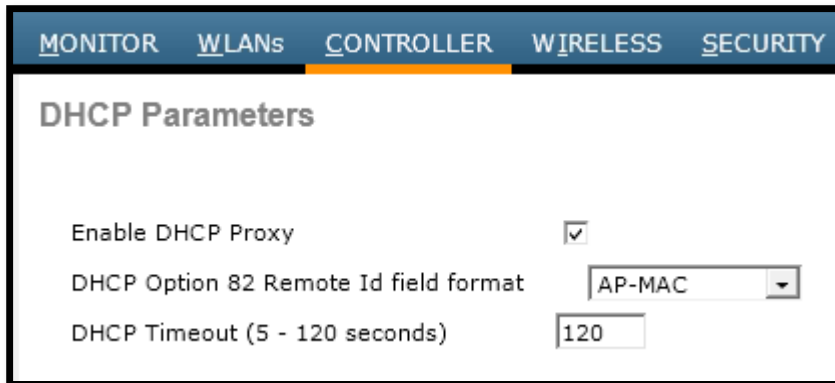 MONITOR WLANs CONTROLLER WIRELESS SECURITY
DHCP Parameters
Enable DHCP Proxy
DHCP Option 82 Remote Id field format AP-MAC
DHCP Timeout (5 - 120 seconds) 120